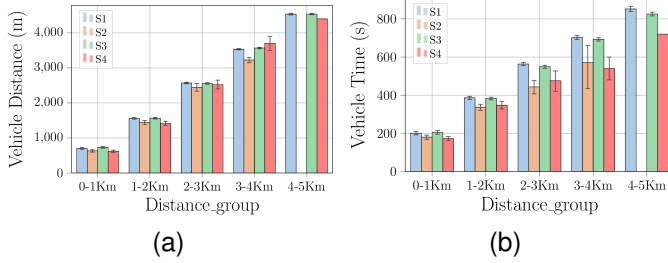 Vehicle Distance (m)
4,000
3,000
2,000
1,000
0
S1
S2
S3
S4
0-1Km
1-2Km
2-3Km
3-4Km
4-5Km
Distance_group
(a)
Vehicle Time (s)
800
600
400
200
0
S1
S2
S3
S4
0-1Km
1-2Km
2-3Km
3-4Km
4-5Km
Distance_group
(b)